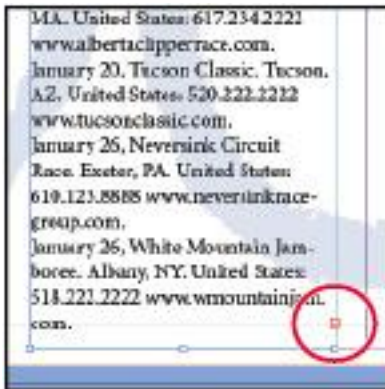 MA. United States: 617.234.2222
www.albertaclipperrace.com.
January 20, Tucson Classic. Tucson,
AZ, United States: 520.222.2222
www.tucsonclassic.com.
January 26, Neversink Circuit
Race. Exeter, PA. United States:
610.123.8888 www.neversinkrace-
group.com.
January 26, White Mountain Jam-
boree. Albany, NY. United States:
518.221.2222 www.wmountainjam.
com.